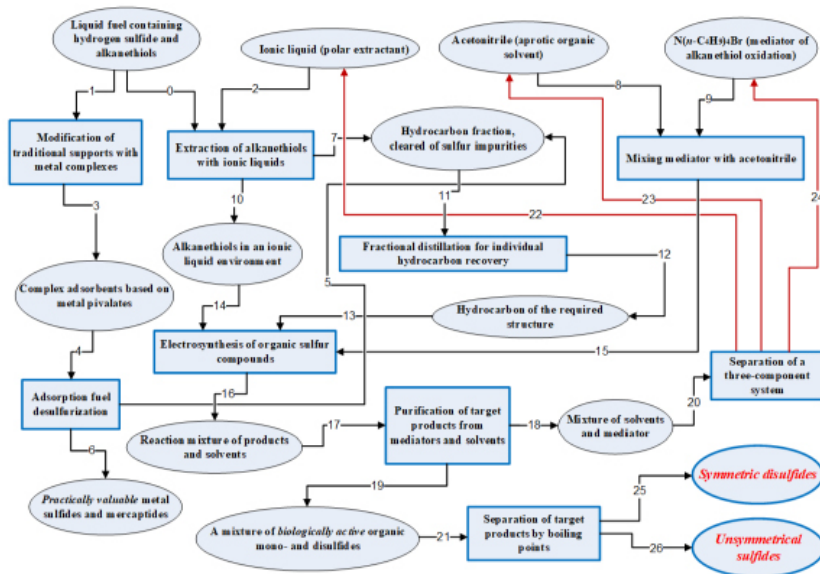 Liquid fuel containing
hydrogen sulfide and
alkanethiols
Ionic liquid (polar extractant)
Acetonitrile (aprotic organic
solvent)
N(n-C4H9)4Br (mediator of
alkanethiol oxidation)
1
0
2
8
9
Modification of
traditional supports with
metal complexes
Extraction of alkanethiols
with ionic liquids
7
Hydrocarbon fraction,
cleared of sulfur impurities
Mixing mediator with acetonitrile
3
10
11
22
23
24
Alkanethiols in an ionic
liquid environment
Fractional distillation for individual
hydrocarbon recovery
12
5
Complex adsorbents based on
metal pivalates
14
13
Hydrocarbon of the required
structure
4
Electrosynthesis of organic sulfur
compounds
15
Separation of a
three-component
system
Adsorption fuel
desulfurization
16
Reaction mixture of products
and solvents
17
Purification of target
products from
mediators and solvents
18
Mixture of solvents
and mediator
20
6
19
Practically valuable metal
sulfides and mercaptides
A mixture of biologically active organic
mono- and disulfides
21
Separation of target
products by boiling
points
25
Symmetric disulfides
26
Unsymmetrical
sulfides